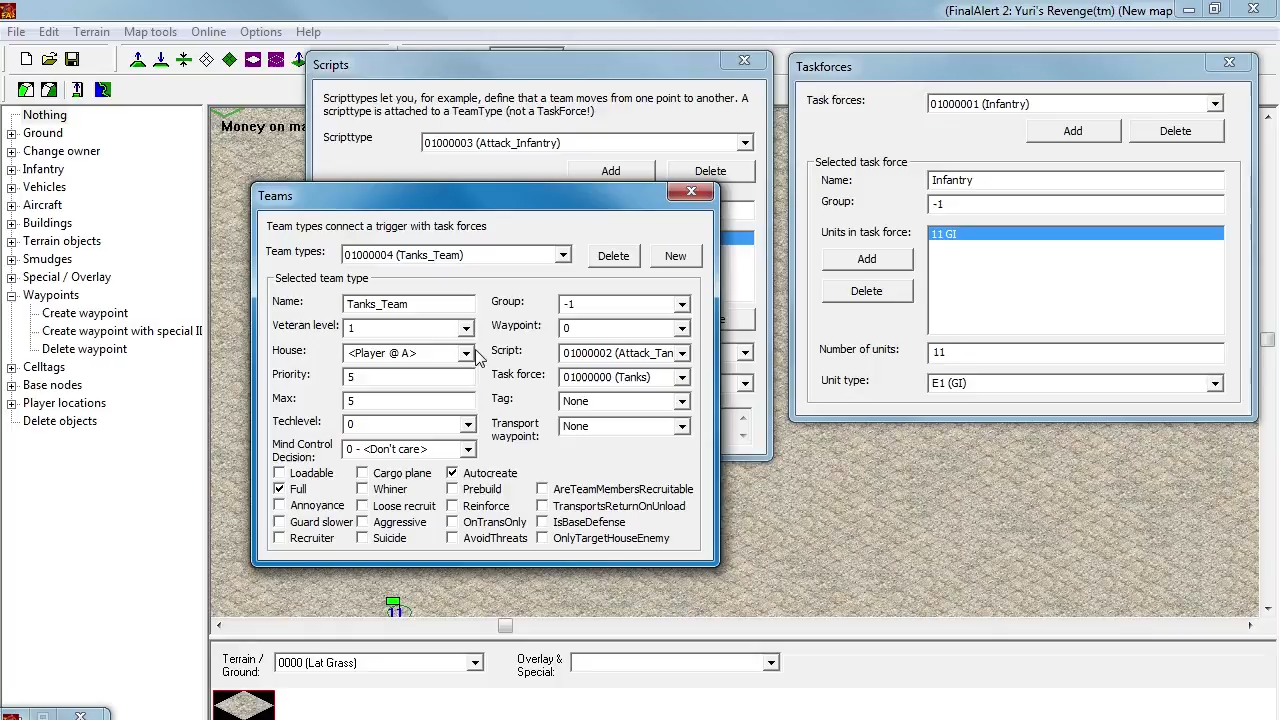 (FinalAlert 2: Yuri's Revenge(tm) (New map
File Edit Terrain Map tools Online Options Help
Nothing
Ground
Change owner
Infantry
Vehicles
Aircraft
Buildings
Terrain objects
Smudges
Special / Overlay
Waypoints
Create waypoint
Create waypoint with special ID
Delete waypoint
Celltags
Base nodes
Player locations
Delete objects
Money on ma
Scripts
Scripttypes let you, for example, define that a team moves from one point to another. A
scripttype is attached to a TeamType (not a TaskForce!)
Scripttype 01000003 (Attack_Infantry)
Add Delete
Teams
Team types connect a trigger with task forces
Team types: 01000004 (Tanks_Team) Delete New
Selected team type
Name: Tanks_Team Group: -1
Veteran level: 1 Waypoint: 0
House: <Player @ A> Script: 01000002 (Attack_Tan
Priority: 5 Task force: 01000000 (Tanks)
Max: 5 Tag: None
Techlevel: 0 Transport waypoint: None
Mind Control Decision: 0 - <Don't care>
Loadable Cargo plane Autocreate
Full Whiner Prebuild AreTeamMembersRecruitable
Annoyance Loose recruit Reinforce TransportsReturnOnUnload
Guard slower Aggressive OnTransOnly IsBaseDefense
Recruiter Suicide AvoidThreats OnlyTargetHouseEnemy
Taskforces
Task forces: 01000001 (Infantry)
Add Delete
Selected task force
Name: Infantry
Group: -1
Units in task force: 11 GI
Add
Delete
Number of units: 11
Unit type: E1 (GI)
11
Terrain / Ground: 0000 (Lat Grass) Overlay & Special: